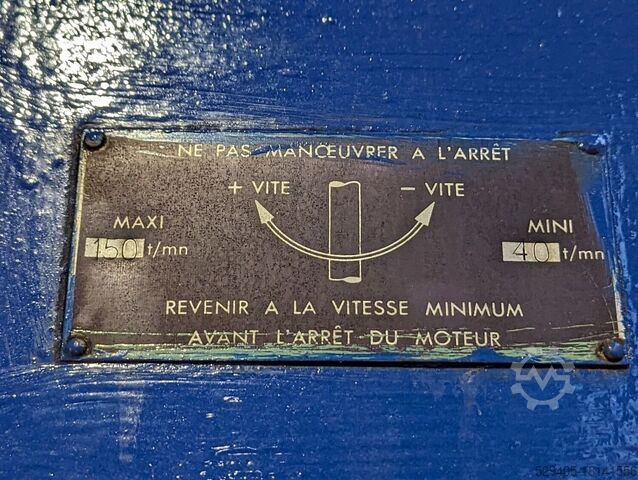 NE PAS MANŒUVRER A L'ARRÊT
+ VITE
– VITE
MAXI
150 t/mn
MINI
40 t/mn
REVENIR A LA VITESSE MINIMUM
AVANT L'ARRÊT DU MOTEUR